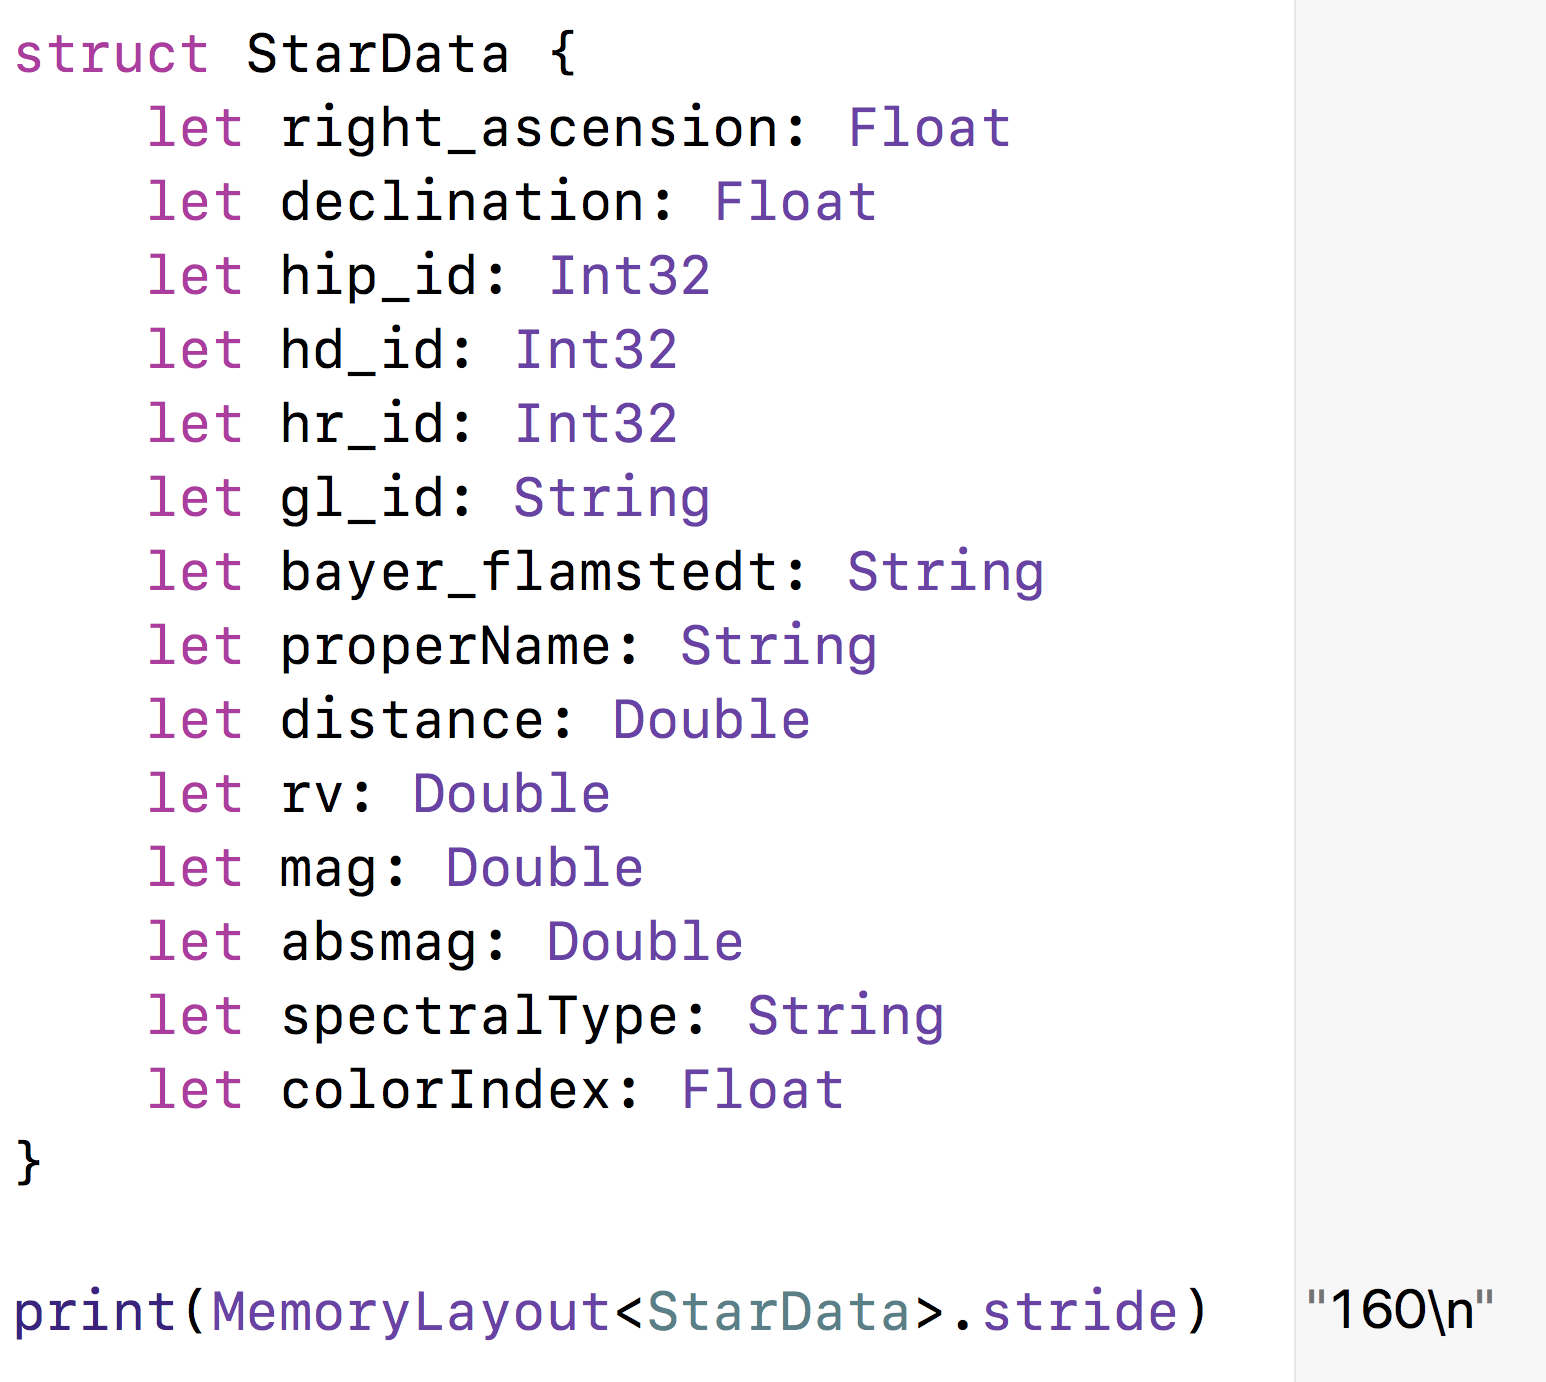 struct StarData {
    let right_ascension: Float
    let declination: Float
    let hip_id: Int32
    let hd_id: Int32
    let hr_id: Int32
    let gl_id: String
    let bayer_flamstedt: String
    let properName: String
    let distance: Double
    let rv: Double
    let mag: Double
    let absmag: Double
    let spectralType: String
    let colorIndex: Float
}
print(MemoryLayout<StarData>.stride) "160\n"